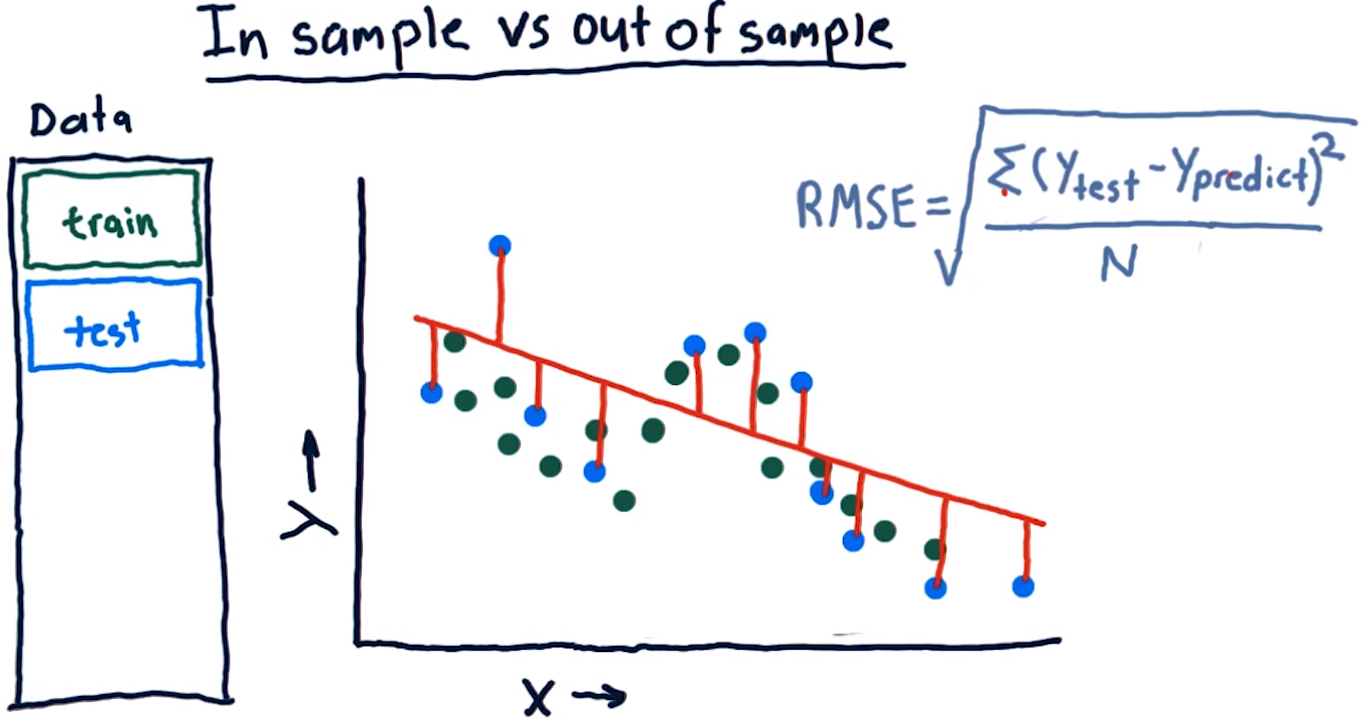 In sample vs out of sample
Data
train
test
RMSE = √(Σ(Ytest - Ypredict)²/N)
Y →
X →